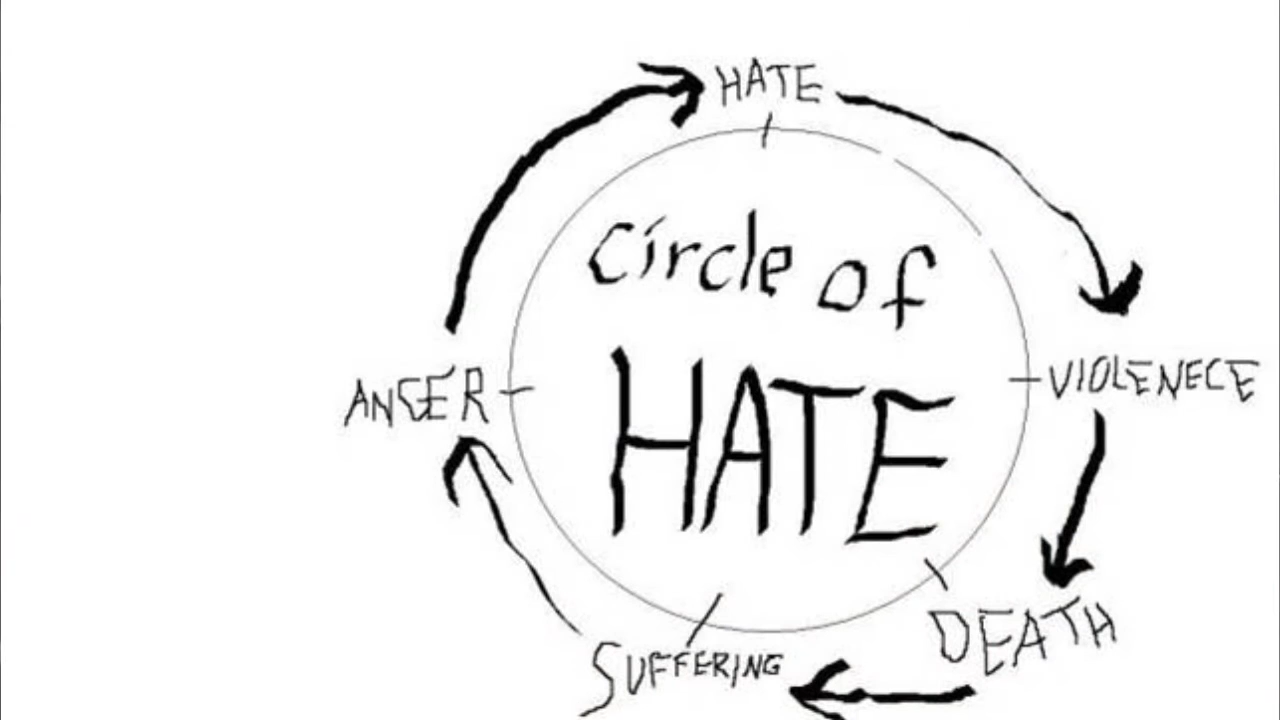 HATE
Circle of
HATE
ANGER
VIOLENECE
DEATH
SUFFERING